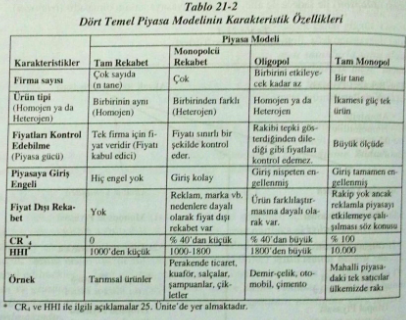 Tablo 21-2
Dört Temel Piyasa Modelinin Karakteristik Özellikleri
Karakteristikler
Piyasa Modeli
Tam Rekabet
Monopolcü
Rekabet
Oligopol
Tam Monopol
Firma sayısı
Çok sayıda
(n tane)
Çok
Birbirini etkileye-
cek kadar az
Bir tane
Ürün tipi
(Homojen ya da
Heterojen)
Birbirinin aynı
(Homojen)
Birbirinden farklı
(Heterojen)
Homojen ya da
Heterojen
İkamesi güç tek
ürün
Fiyatları Kontrol
Edebilme
(Piyasa gücü)
Tek firma için fi-
yat veridir (Fiyatı
kabul edici)
Fiyatı sınırlı bir
şekilde kontrol
eder.
Rakibi tepki gös-
terdiğinden dile-
diği gibi fiyatları
kontrol edemez.
Büyük ölçüde
Piyasaya Giriş
Engeli
Hiç engel yok
Giriş kolay
Giriş nispeten en-
gellenmiş
Giriş tamamen en-
gellenmiş
Fiyat Dışı Reka-
bet
Yok
Reklam, marka vb.
nedenlere dayalı
olarak fiyat dışı
rekabet var
Ürün farklılaştır-
masına dayalı ola-
rak var.
Rakip yok ancak
reklamla piyasayı
etkilemeye çalı-
şılması söz konusu
CR*4
0
% 40'dan küçük
% 40'dan büyük
% 100
HHI*
1000'den küçük
1000-1800
1800'den büyük
10.000
Örnek
Tarımsal ürünler
Perakende ticaret,
kuaför, salçalar,
şampuanlar, çik-
letler
Demir-çelik, oto-
mobil, çimento
Mahalli piyasa-
daki tek satıcılar
ülkemizde rakı
* CR4 ve HHI ile ilgili açıklamalar 25. Ünite'de yer almaktadır.